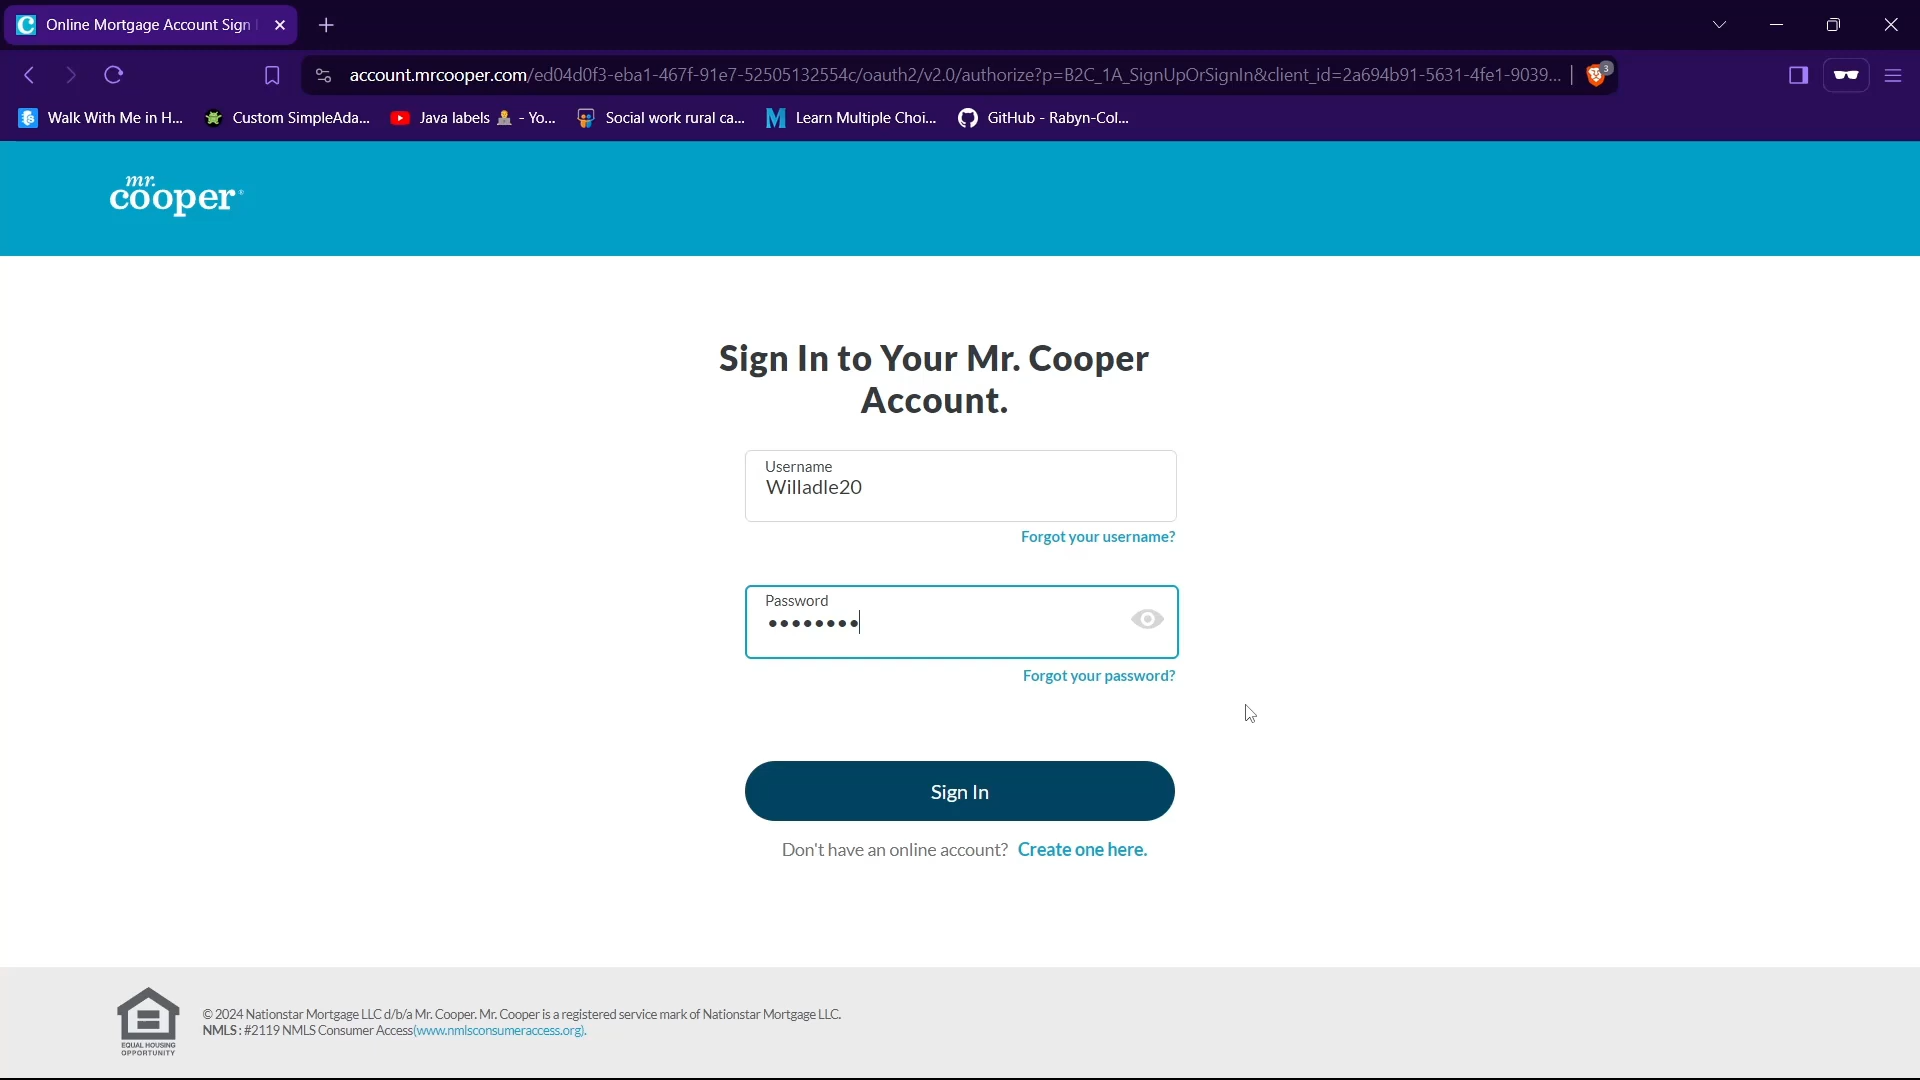 Online Mortgage Account Sign
account.mrcooper.com/ed04d0f3-eba1-467f-91e7-52505132554c/oauth2/v2.0/authorize?p=B2C_1A_SignUpOrSignIn&client_id=2a694b91-5631-4fe1-9039...
3
Walk With Me in H...
Custom SimpleAda...
Java labels - Yo...
Social work rural ca...
Learn Multiple Choi...
GitHub - Rabyn-Col...
mr.
cooper
Sign In to Your Mr. Cooper
Account.
Username
Willadle20
Forgot your username?
Password
Forgot your password?
Sign In
Don't have an online account? Create one here.
© 2024 Nationstar Mortgage LLC d/b/a Mr. Cooper. Mr. Cooper is a registered service mark of Nationstar Mortgage LLC.
NMLS: #2119 NMLS Consumer Access(www.nmlsconsumeraccess.org).
EQUAL HOUSING
OPPORTUNITY